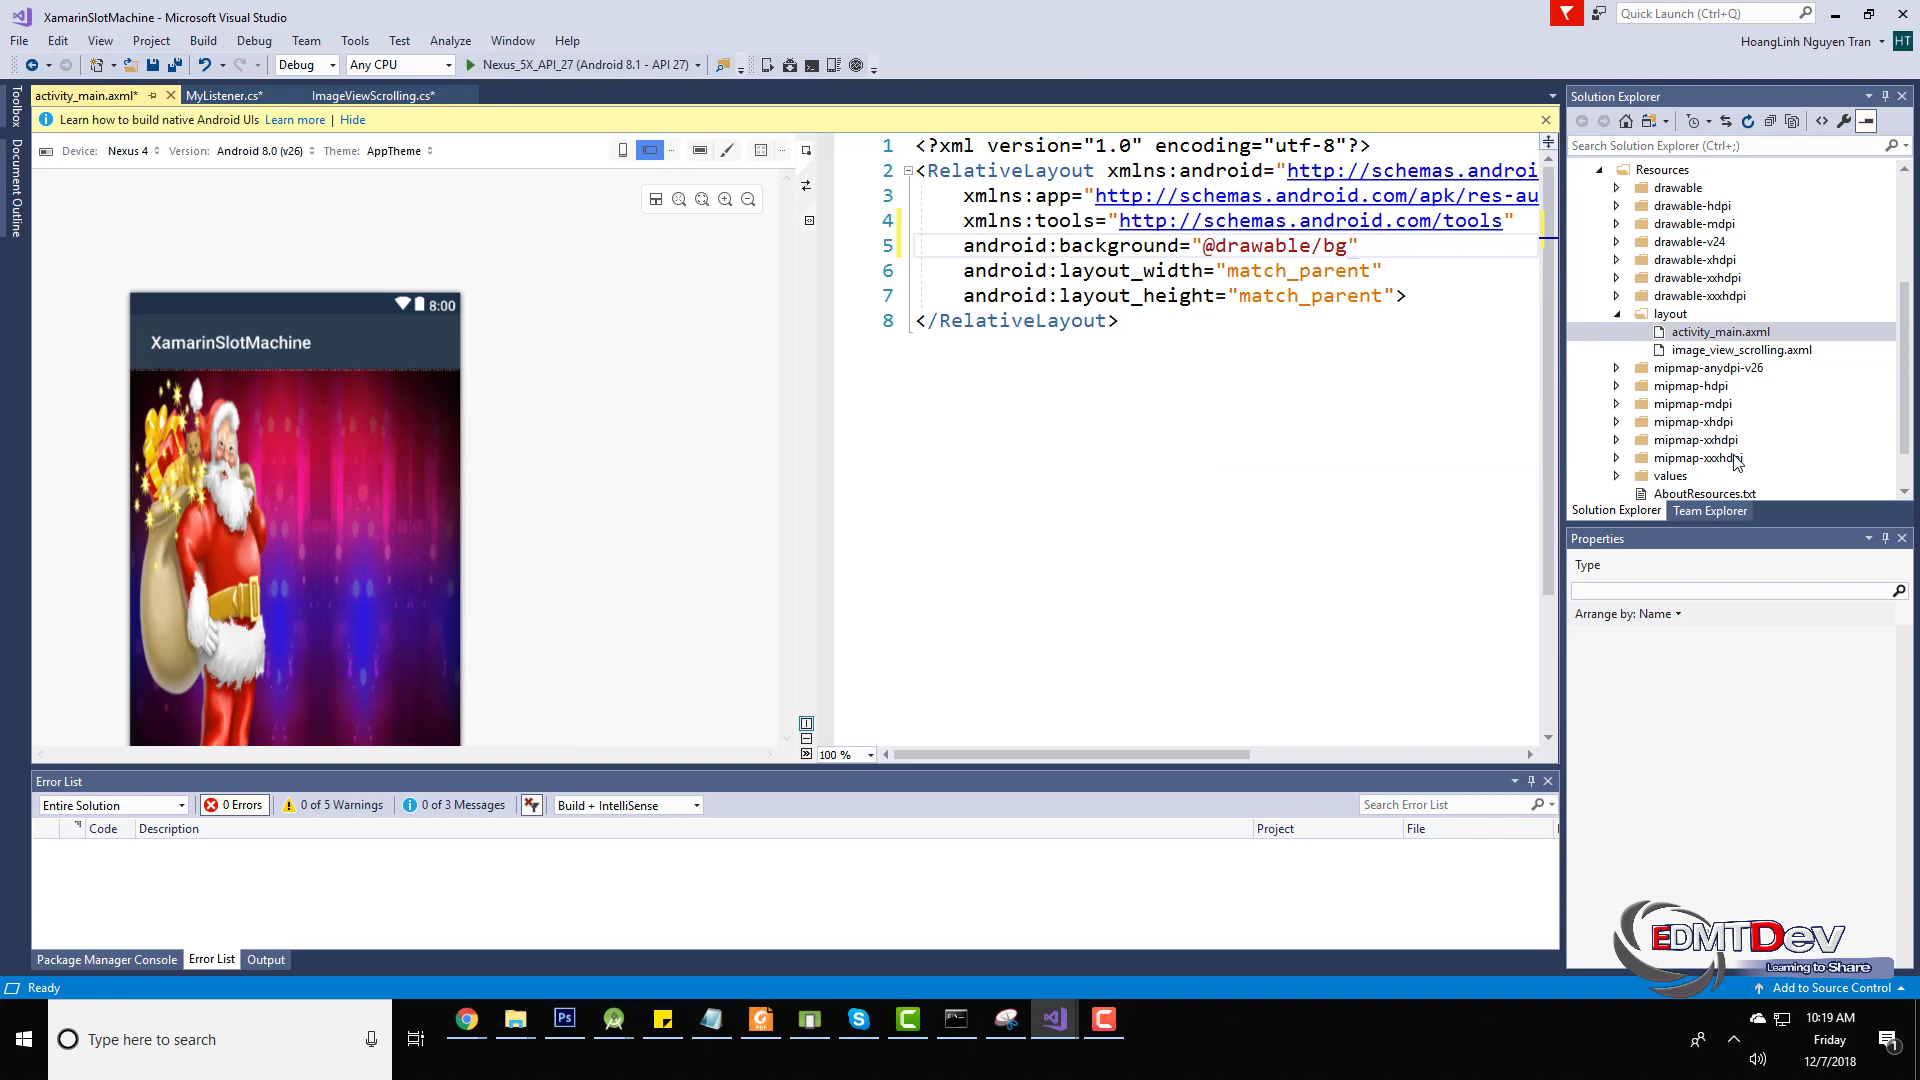 XamarinSlotMachine - Microsoft Visual Studio
Quick Launch (Ctrl+Q)
File Edit View Project Build Debug Team Tools Test Analyze Window Help
HoangLinh Nguyen Tran HT
Debug Any CPU Nexus_5X_API_27 (Android 8.1 - API 27)
activity_main.axml* MyListener.cs* ImageViewScrolling.cs*
Learn how to build native Android UIs Learn more | Hide
Device: Nexus 4 Version: Android 8.0 (v26) Theme: AppTheme
Toolbox
Document Outline
8:00
XamarinSlotMachine
1 <?xml version="1.0" encoding="utf-8"?>
2 <RelativeLayout xmlns:android="http://schemas.androi
3 xmlns:app="http://schemas.android.com/apk/res-au
4 xmlns:tools="http://schemas.android.com/tools"
5 android:background="@drawable/bg"
6 android:layout_width="match_parent"
7 android:layout_height="match_parent">
8 </RelativeLayout>
100 %
Solution Explorer
Search Solution Explorer (Ctrl+;)
Resources
drawable
drawable-hdpi
drawable-mdpi
drawable-v24
drawable-xhdpi
drawable-xxhdpi
drawable-xxxhdpi
layout
activity_main.axml
image_view_scrolling.axml
mipmap-anydpi-v26
mipmap-hdpi
mipmap-mdpi
mipmap-xhdpi
mipmap-xxhdpi
mipmap-xxxhdpi
values
AboutResources.txt
Solution Explorer Team Explorer
Properties
Type
Arrange by: Name
Error List
Entire Solution 0 Errors 0 of 5 Warnings 0 of 3 Messages Build + IntelliSense Search Error List
Code Description Project File
Package Manager Console Error List Output
EDMTDev
Learning to Share
Ready
Add to Source Control
Type here to search
10:19 AM
Friday
12/7/2018
1